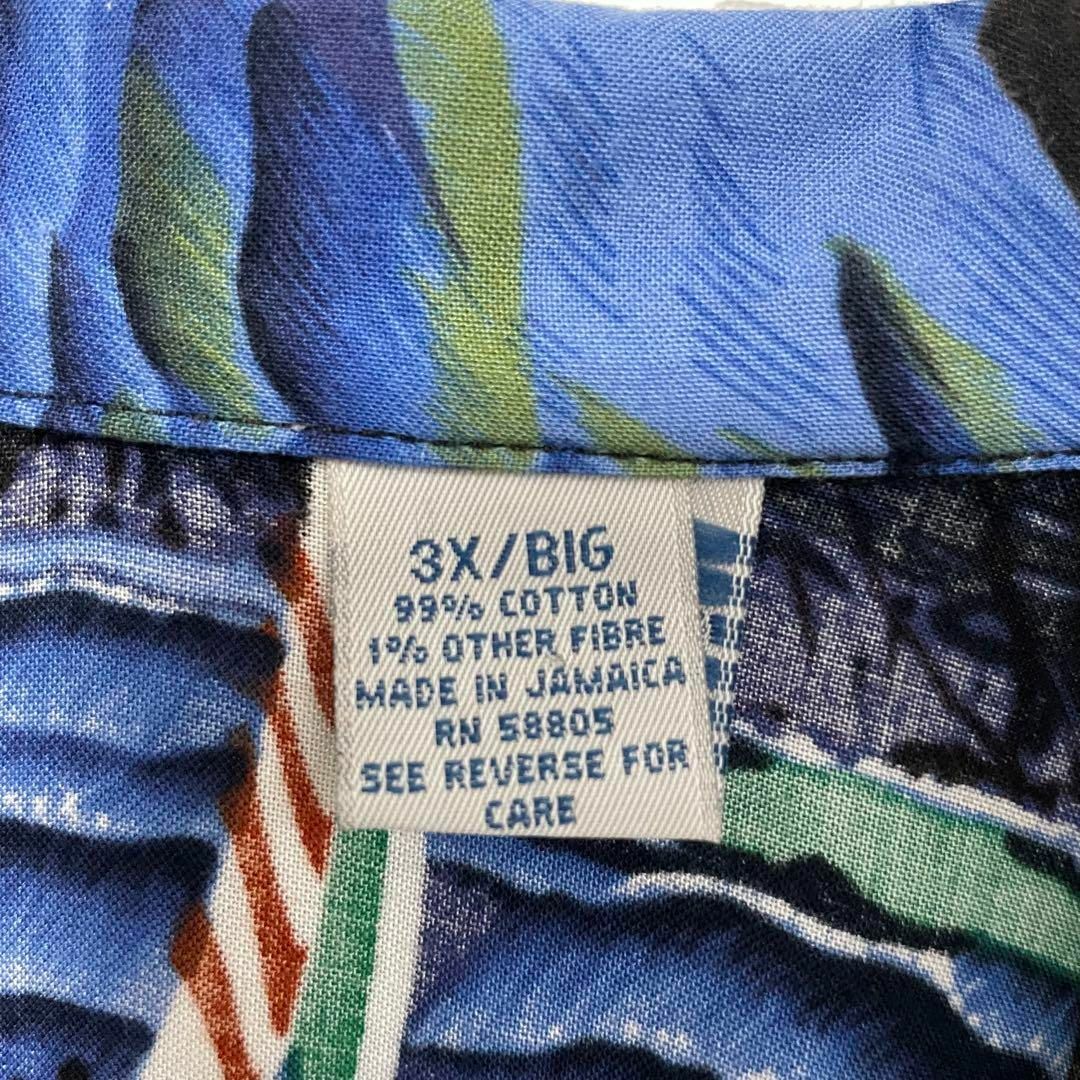 3X/BIG
99% COTTON
1% OTHER FIBRE
MADE IN JAMAICA
RN 58805
SEE REVERSE FOR
CARE